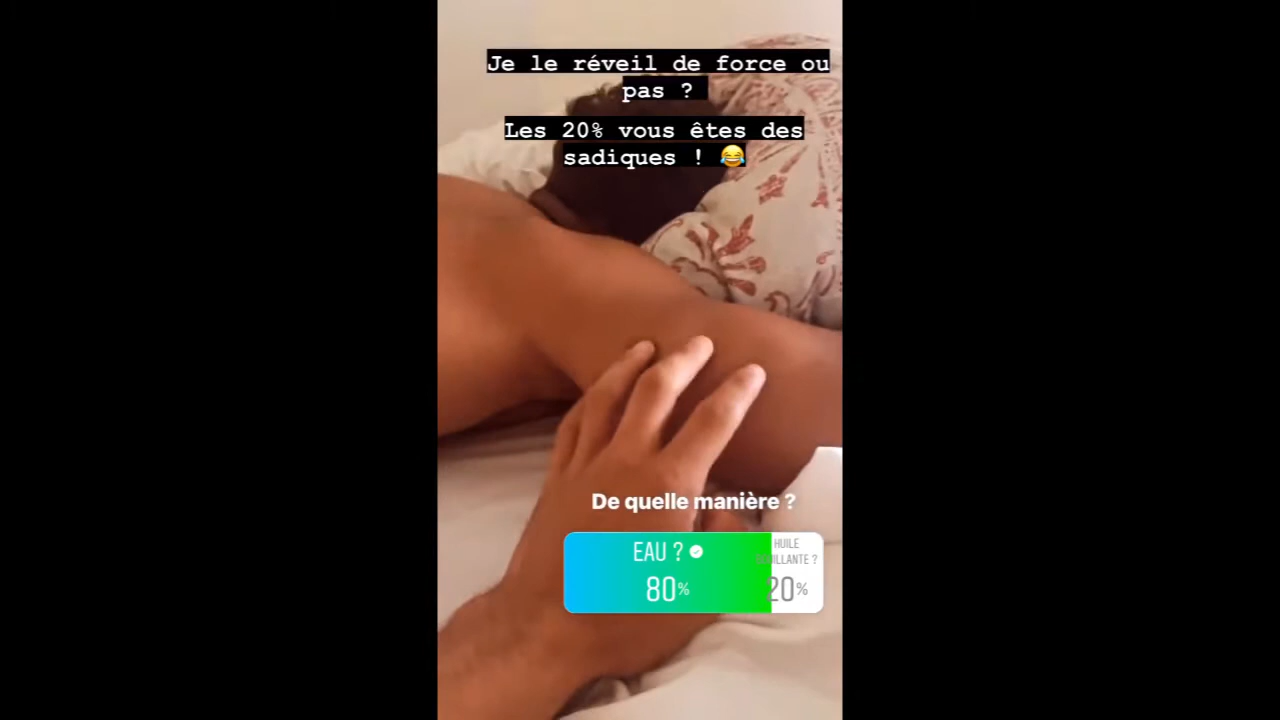 Je le réveil de force ou
pas ?
Les 20% vous êtes des
sadiques ! 😂
De quelle manière ?
EAU ?
HUILE
80%
20%